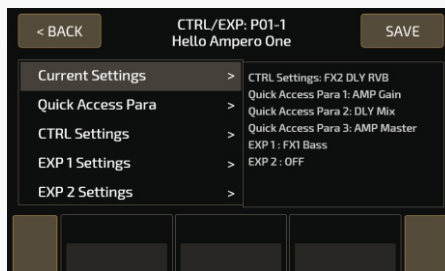 < BACK
CTRL/EXP: P01-1
Hello Ampero One
SAVE
Current Settings >
Quick Access Para >
CTRL Settings >
EXP 1 Settings >
EXP 2 Settings >
CTRL Settings: FX2 DLY RVB
Quick Access Para 1: AMP Gain
Quick Access Para 2: DLY Mix
Quick Access Para 3: AMP Master
EXP 1 : FX1 Bass
EXP 2 : OFF